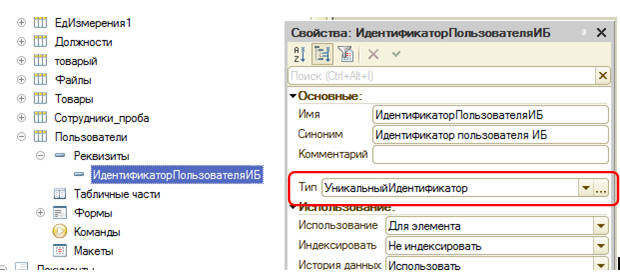 ЕдИзмерения1
Должности
товарый
Файлы
Товары
Сотрудники_проба
Пользователи
Реквизиты
ИдентификаторПользователяИБ
Табличные части
Формы
Команды
Макеты
Документы
Свойства: ИдентификаторПользователяИБ
Поиск (Ctrl+Alt+I)
Основные:
Имя ИдентификаторПользователяИБ
Синоним Идентификатор пользователя ИБ
Комментарий
Тип УникальныйИдентификатор
Использование:
Использование Для элемента
Индексировать Не индексировать
История данных Использовать